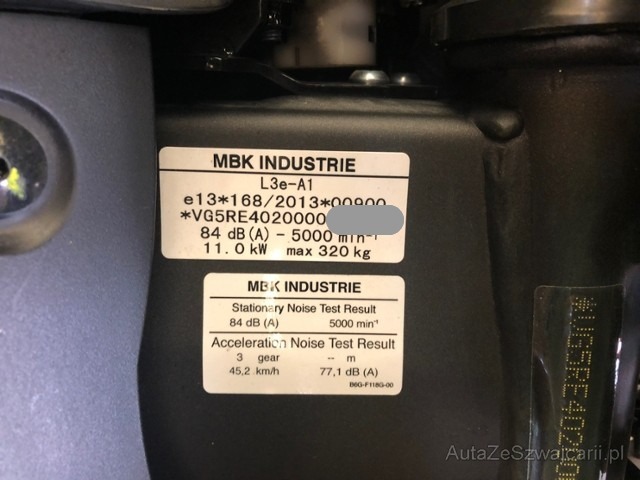 MBK INDUSTRIE
L3e-A1
e13*168/2013*00900
*VG5RE4020000
84 dB(A) - 5000 min⁻¹
11.0 kW max 320 kg
MBK INDUSTRIE
Stationary Noise Test Result
84 dB (A) 5000 min⁻¹
Acceleration Noise Test Result
3 gear -- m
45,2 km/h 77,1 dB (A)
B6G-F118G-00
*VG5RE40200
AutaZeSzwajcarii.pl